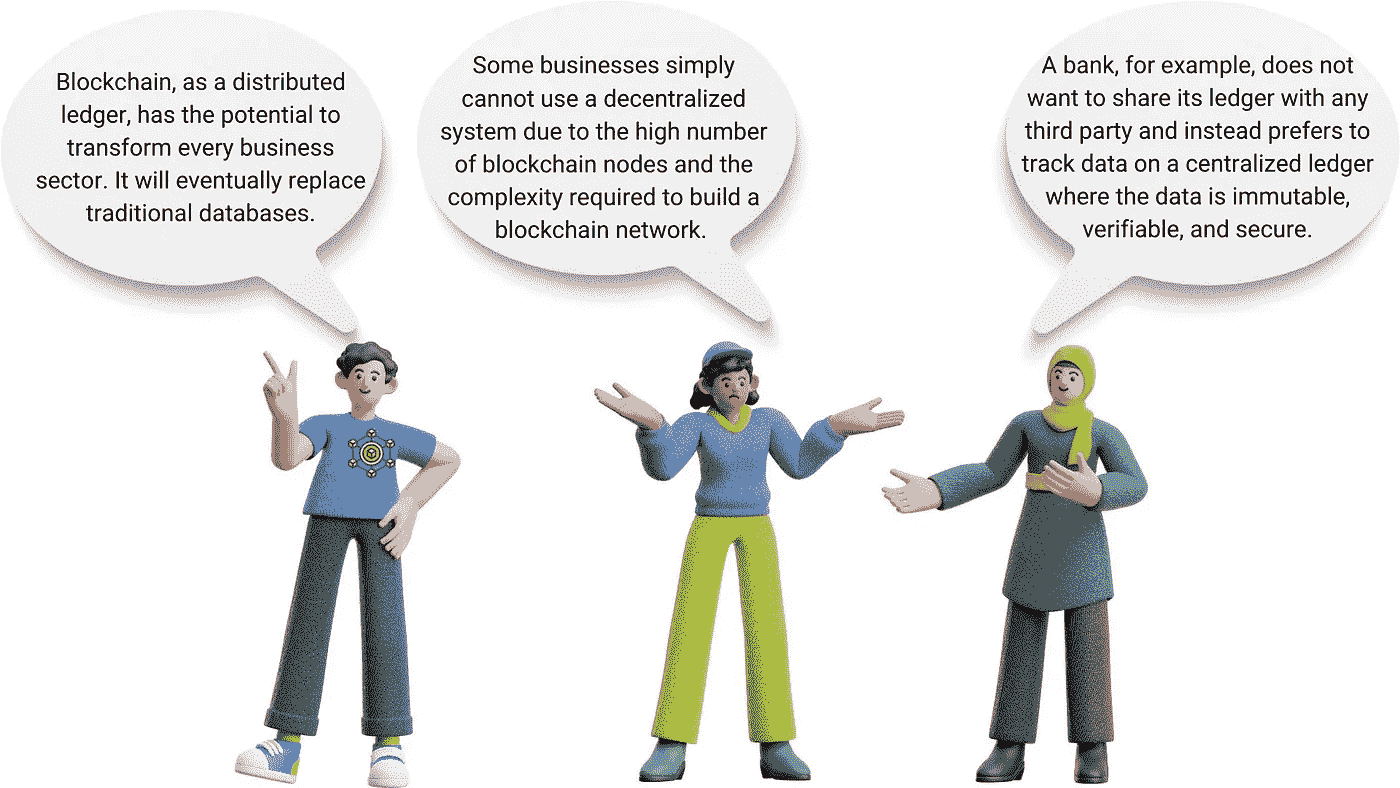 Blockchain, as a distributed
ledger, has the potential to
transform every business
sector. It will eventually replace
traditional databases.
Some businesses simply
cannot use a decentralized
system due to the high number
of blockchain nodes and the
complexity required to build a
blockchain network.
A bank, for example, does not
want to share its ledger with any
third party and instead prefers to
track data on a centralized ledger
where the data is immutable,
verifiable, and secure.